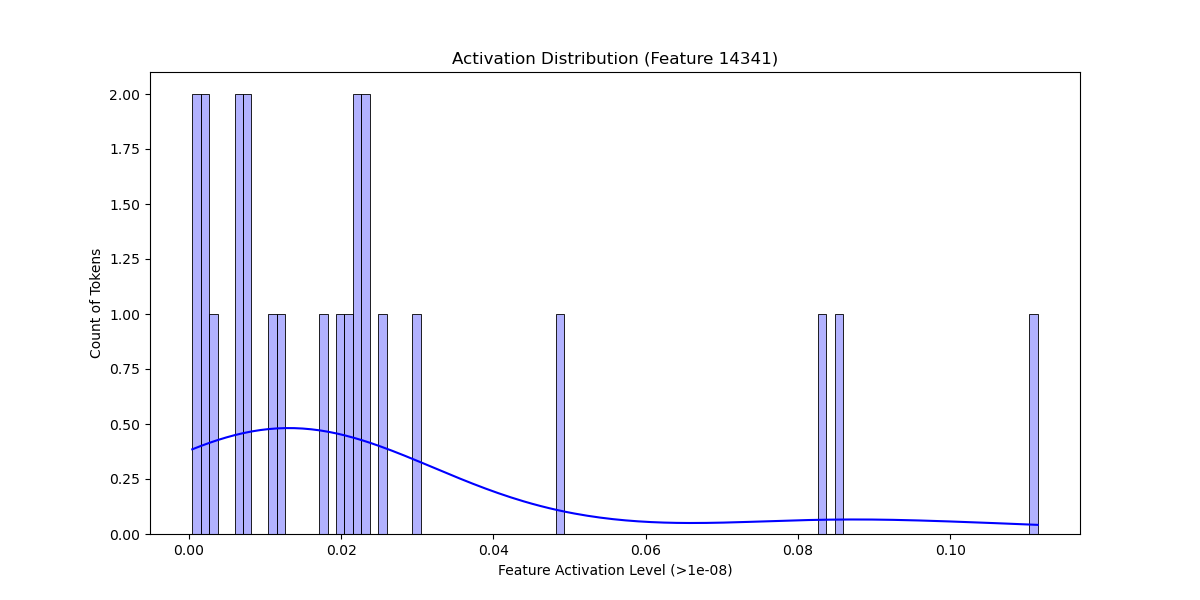 Activation Distribution (Feature 14341)
2.00
1.75
1.50
1.25
1.00
0.75
0.50
0.25
0.00
Count of Tokens
0.00 0.02 0.04 0.06 0.08 0.10
Feature Activation Level (>1e-08)